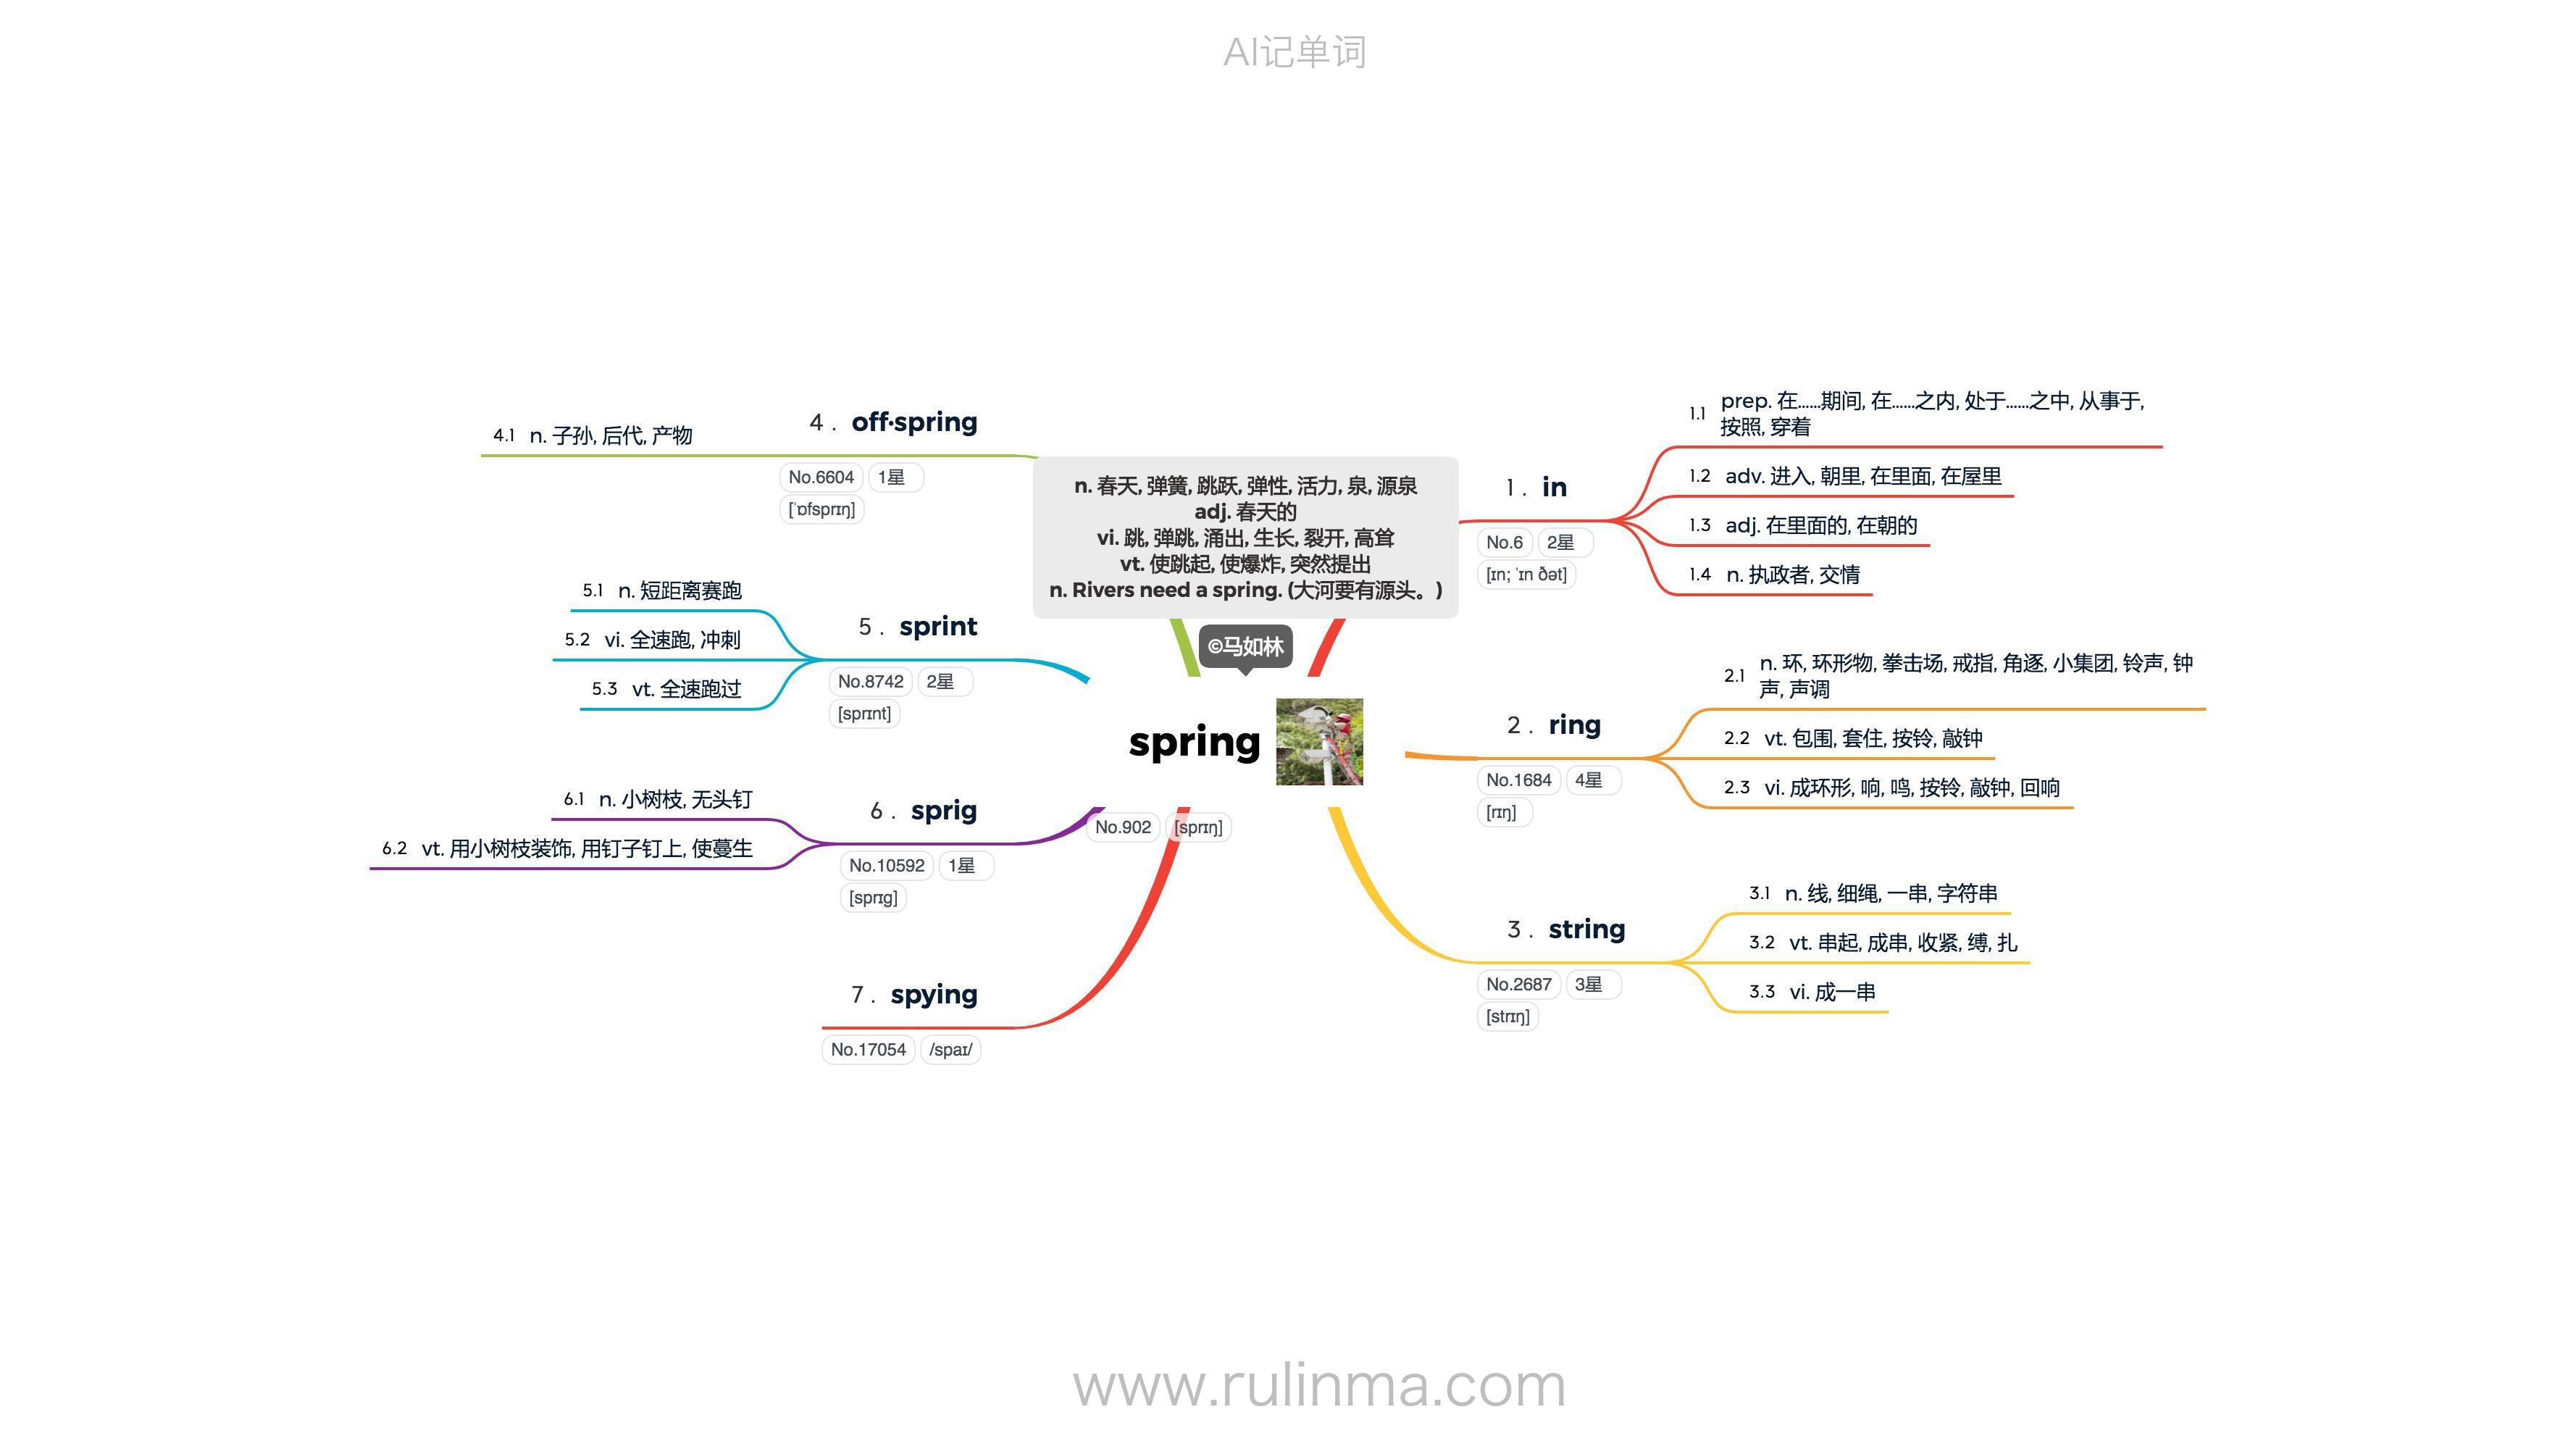 AI记单词
n. 春天, 弹簧, 跳跃, 弹性, 活力, 泉, 源泉
adj. 春天的
vi. 跳, 弹跳, 涌出, 生长, 裂开, 高耸
vt. 使跳起, 使爆炸, 突然提出
n. Rivers need a spring. (大河要有源头。)
©马如林
spring
No.902 [sprɪŋ]
1 . in
No.6 2星
[ɪn; ˈɪn ðət]
1.1 prep. 在……期间, 在……之内, 处于……之中, 从事于,
按照, 穿着
1.2 adv. 进入, 朝里, 在里面, 在屋里
1.3 adj. 在里面的, 在朝的
1.4 n. 执政者, 交情
2 . ring
No.1684 4星
[rɪŋ]
2.1 n. 环, 环形物, 拳击场, 戒指, 角逐, 小集团, 铃声, 钟
声, 声调
2.2 vt. 包围, 套住, 按铃, 敲钟
2.3 vi. 成环形, 响, 鸣, 按铃, 敲钟, 回响
3 . string
No.2687 3星
[strɪŋ]
3.1 n. 线, 细绳, 一串, 字符串
3.2 vt. 串起, 成串, 收紧, 缚, 扎
3.3 vi. 成一串
4 . off·spring
No.6604 1星
[ˈɒfsprɪŋ]
4.1 n. 子孙, 后代, 产物
5 . sprint
No.8742 2星
[sprɪnt]
5.1 n. 短距离赛跑
5.2 vi. 全速跑, 冲刺
5.3 vt. 全速跑过
6 . sprig
No.10592 1星
[sprɪg]
6.1 n. 小树枝, 无头钉
6.2 vt. 用小树枝装饰, 用钉子钉上, 使蔓生
7 . spying
No.17054 /spaɪ/
www.rulinma.com